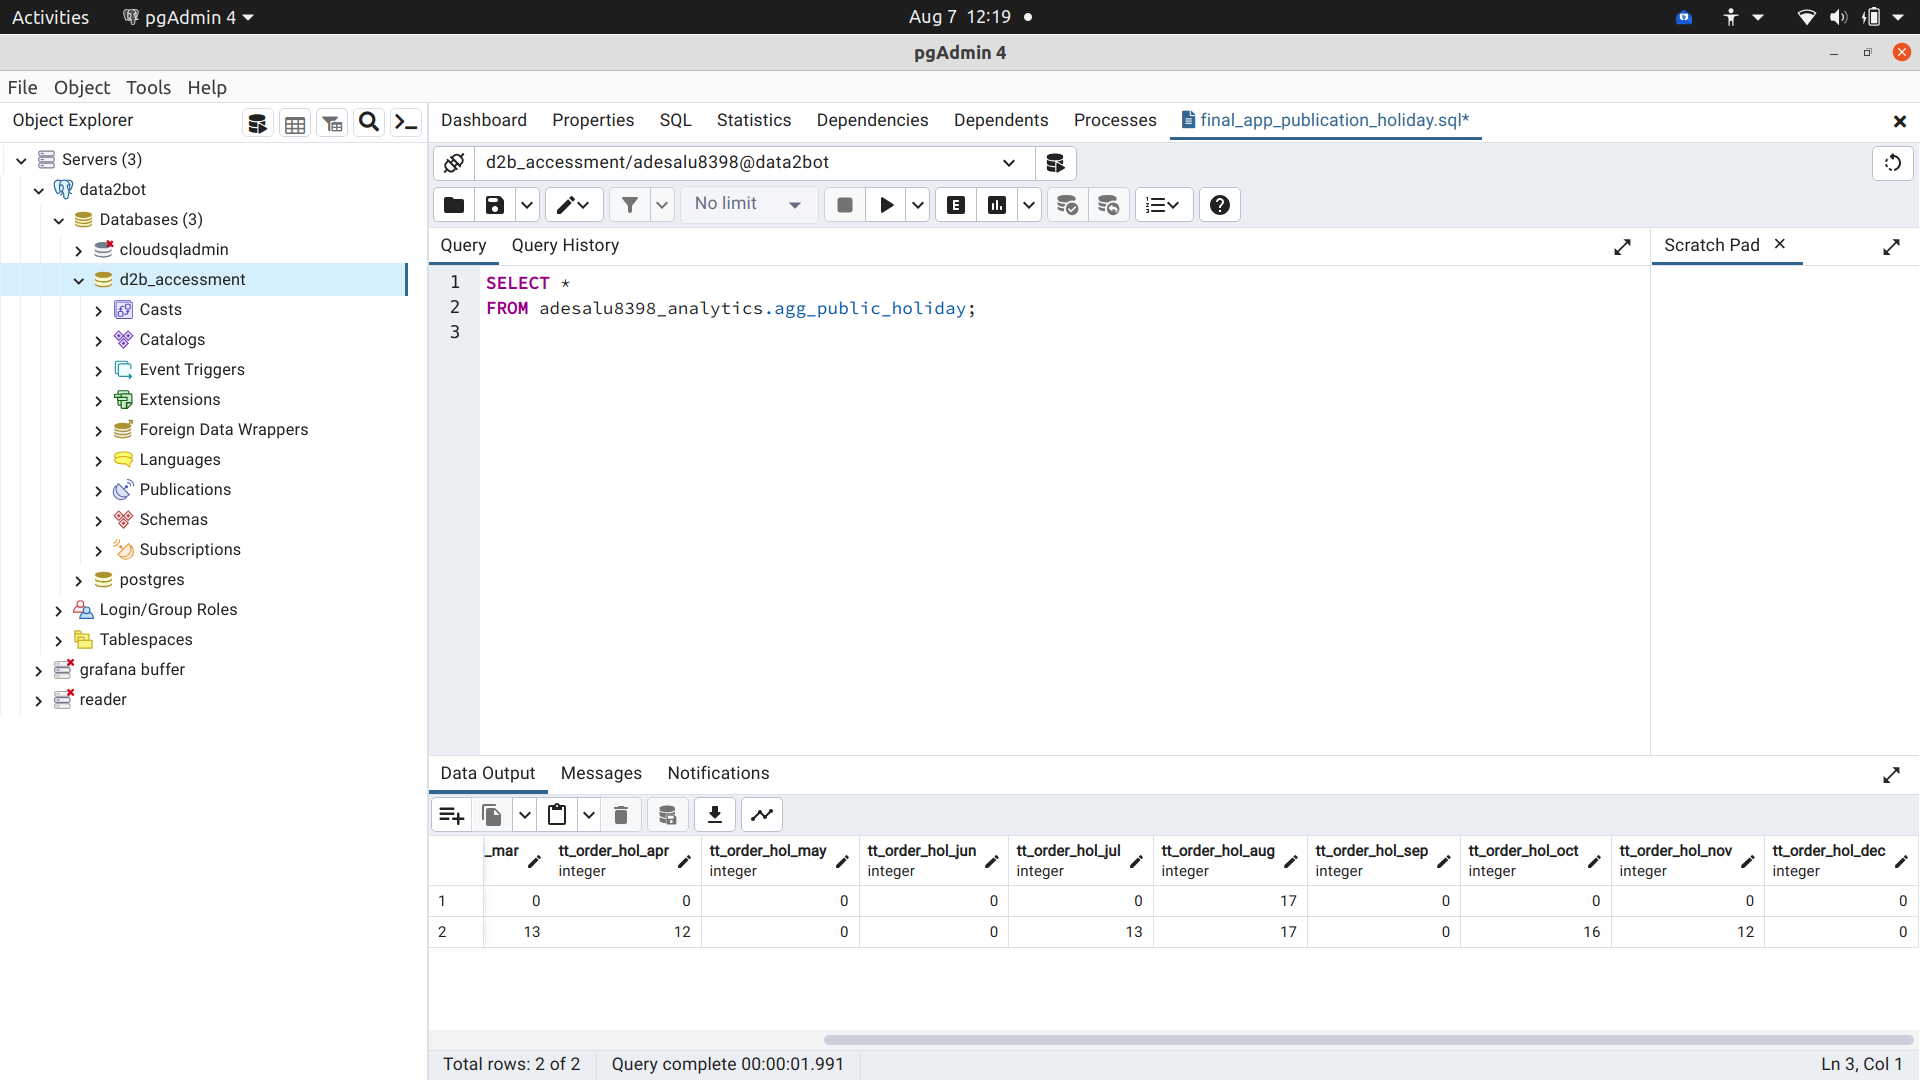 Activities
pgAdmin 4
Aug 7 12:19
pgAdmin 4
File Object Tools Help
Object Explorer
Servers (3)
data2bot
Databases (3)
cloudsqladmin
d2b_accessment
Casts
Catalogs
Event Triggers
Extensions
Foreign Data Wrappers
Languages
Publications
Schemas
Subscriptions
postgres
Login/Group Roles
Tablespaces
grafana buffer
reader
Dashboard Properties SQL Statistics Dependencies Dependents Processes final_app_publication_holiday.sql*
d2b_accessment/adesalu8398@data2bot
No limit
E
Query Query History
Scratch Pad
1 SELECT *
2 FROM adesalu8398_analytics.agg_public_holiday;
3
Data Output Messages Notifications
_mar tt_order_hol_apr tt_order_hol_may tt_order_hol_jun tt_order_hol_jul tt_order_hol_aug tt_order_hol_sep tt_order_hol_oct tt_order_hol_nov tt_order_hol_dec
integer integer integer integer integer integer integer integer integer
1 0 0 0 0 0 17 0 0 0 0
2 13 12 0 0 13 17 0 16 12 0
Total rows: 2 of 2 Query complete 00:00:01.991 Ln 3, Col 1